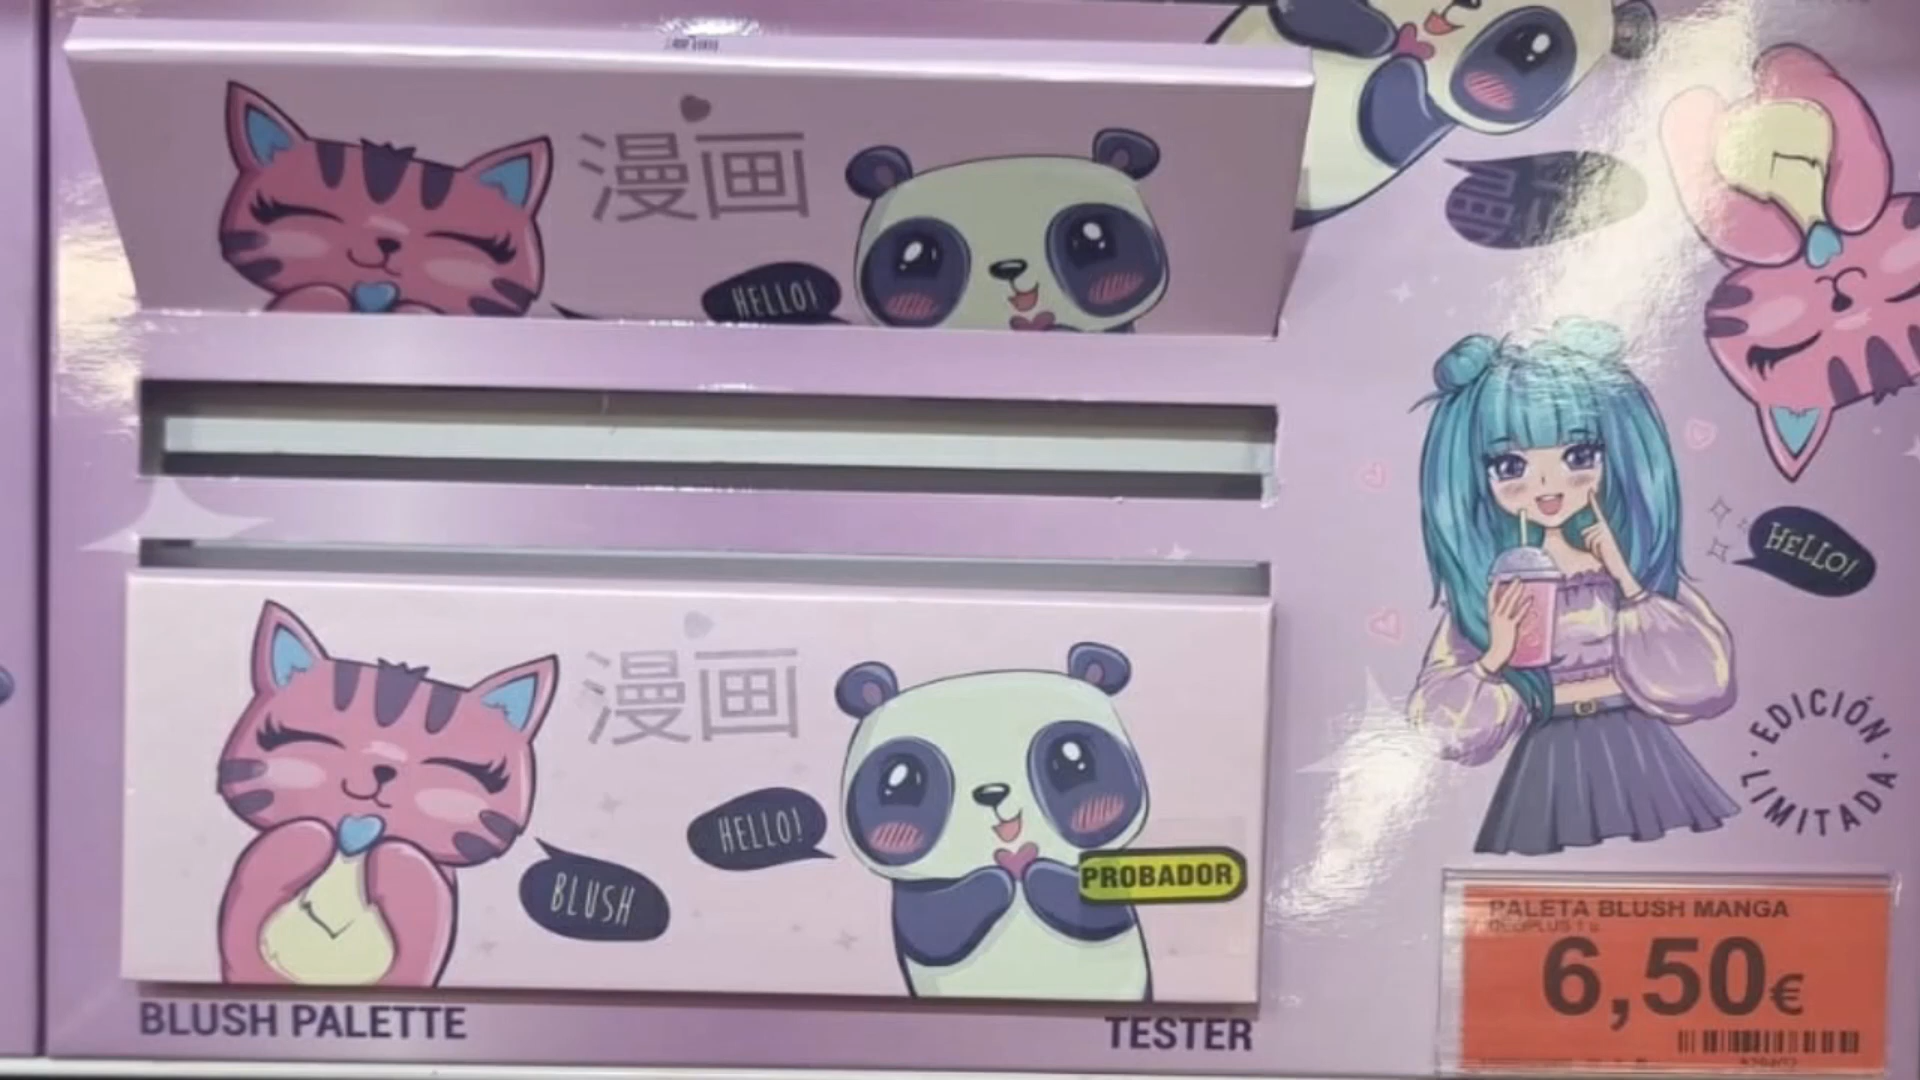 漫画
HELLO!
漫画
HELLO!
BLUSH
PROBADOR
BLUSH PALETTE
TESTER
HELLO!
EDICIÓN
LIMITADA
PALETA BLUSH MANGA
6,50€